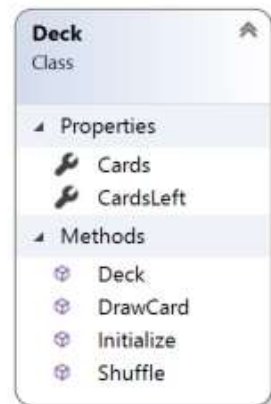 Deck
Class
Properties
Cards
CardsLeft
Methods
Deck
DrawCard
Initialize
Shuffle